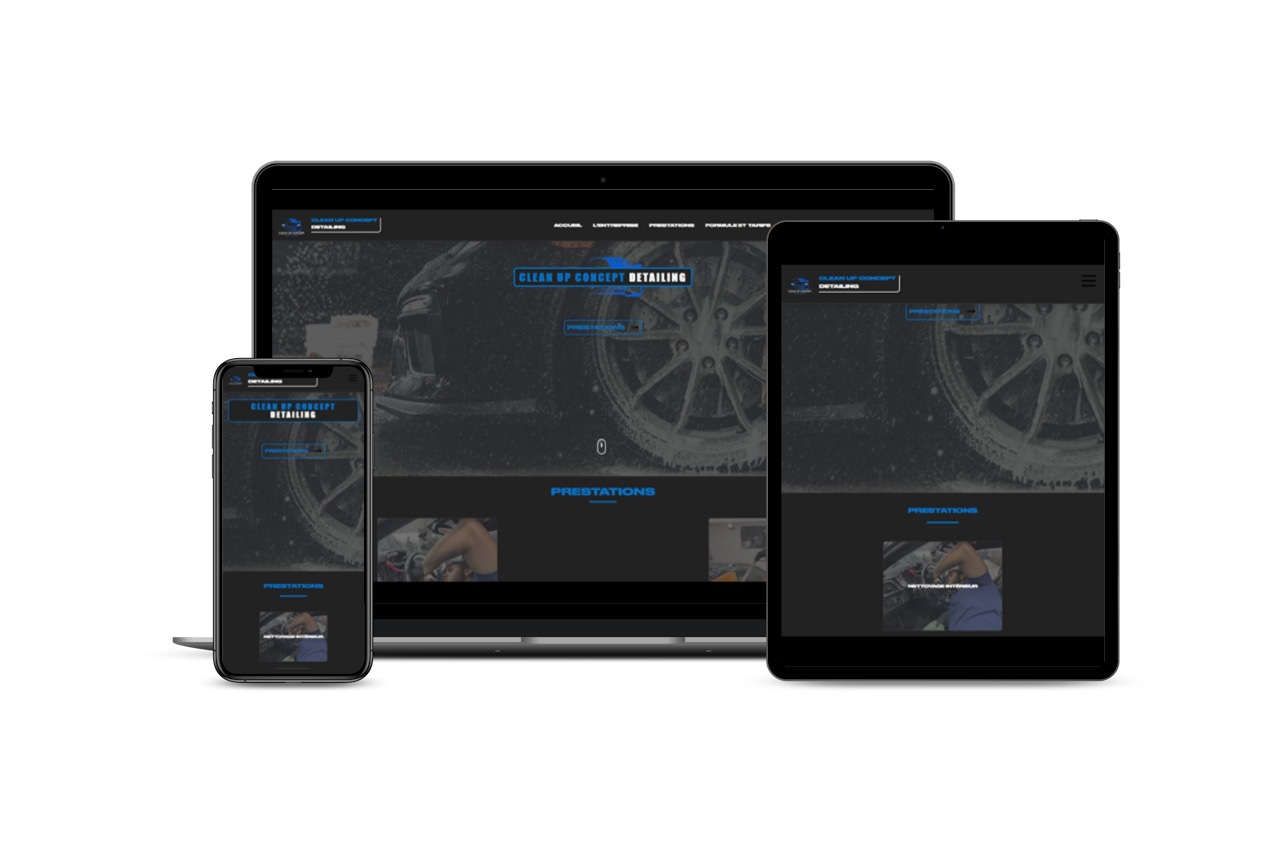 CLEAN UP CONCEPT
DETAILING
ACCUEIL L'ENTREPRISE PRESTATIONS FORMULE ET TARIFS
CLEAN UP CONCEPT DETAILING
PRESTATIONS
PRESTATIONS
CLEAN UP CONCEPT
DETAILING
PRESTATIONS
PRESTATIONS
NETTOYAGE INTÉRIEUR
DETAILING
CLEAN UP CONCEPT
DETAILING
PRESTATIONS
PRESTATIONS
NETTOYAGE INTÉRIEUR